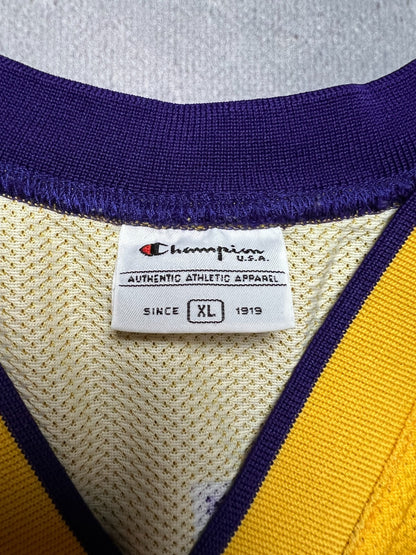 Champion
U.S.A.
AUTHENTIC ATHLETIC APPAREL
SINCE XL 1919